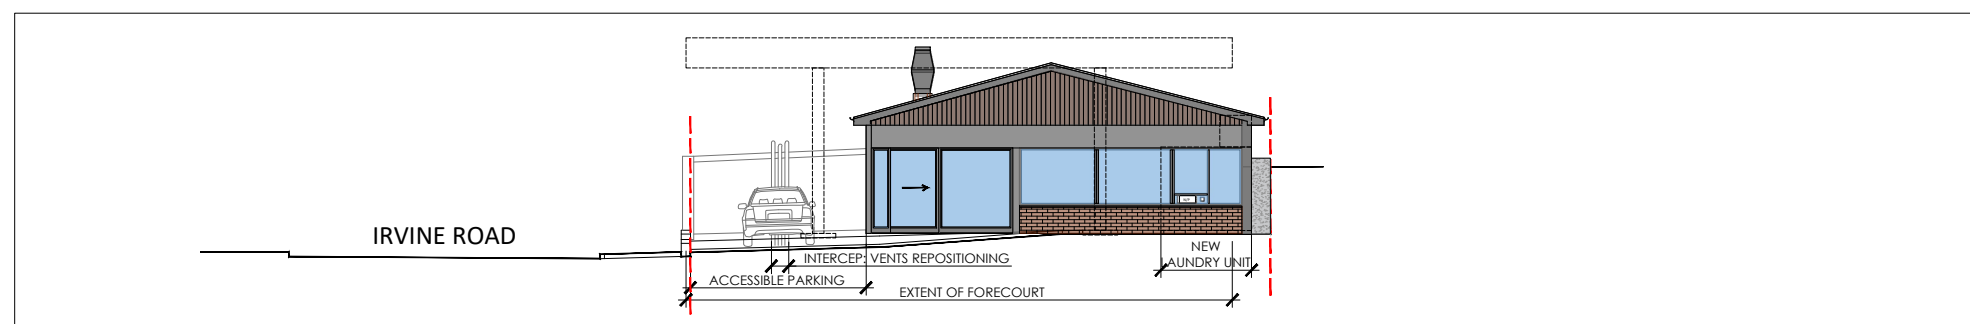 IRVINE ROAD
INTERCEP: VENTS REPOSITIONING
ACCESSIBLE PARKING
EXTENT OF FORECOURT
NEW
LAUNDRY UNIT